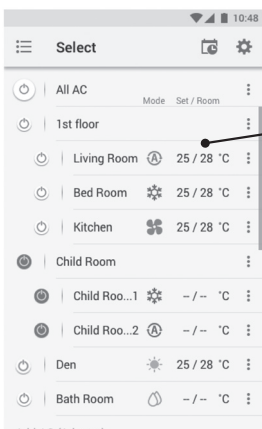 10:48
Select
All AC
Mode Set / Room
1st floor
Living Room A 25 / 28 °C
Bed Room 25 / 28 °C
Kitchen 25 / 28 °C
Child Room
Child Roo...1 -- / -- °C
Child Roo...2 A -- / -- °C
Den 25 / 28 °C
Bath Room -- / -- °C